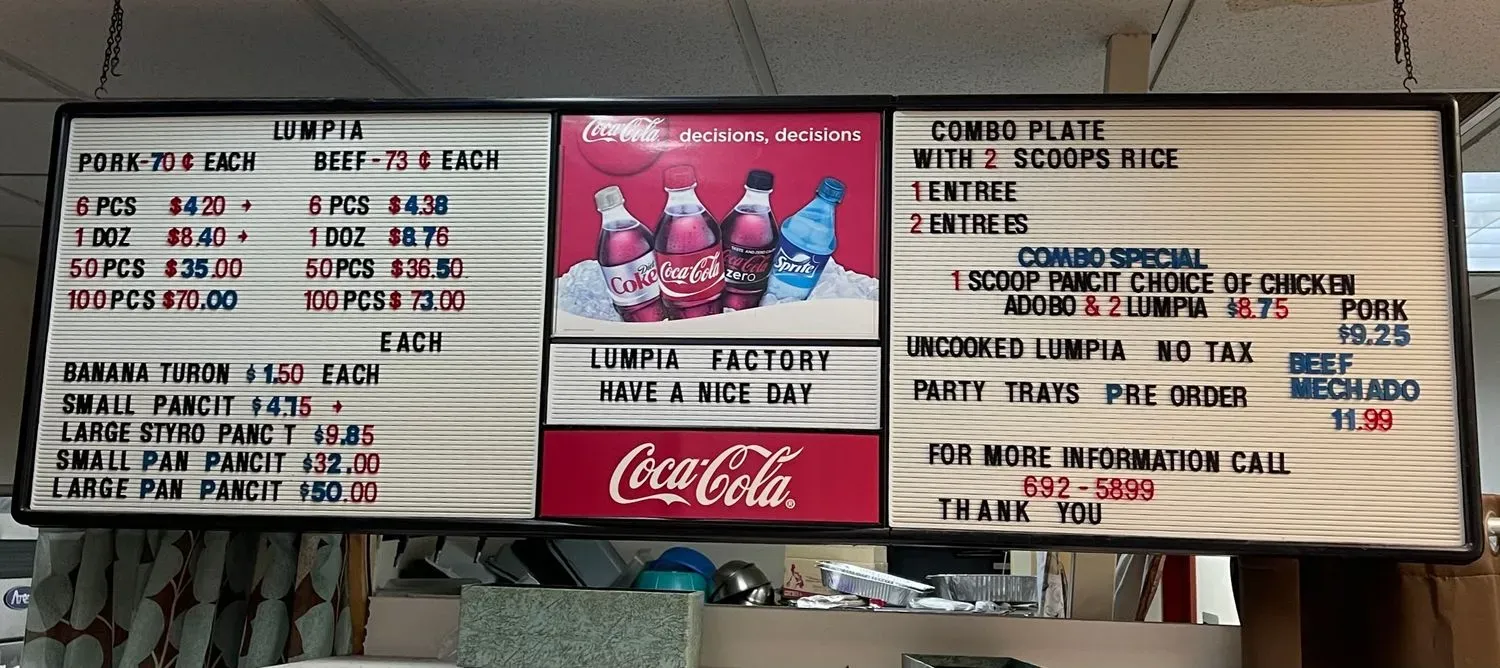 LUMPIA
PORK-70 ¢ EACH BEEF-73 ¢ EACH
6 PCS $4.20 6 PCS $4.38
1 DOZ $8.40 1 DOZ $8.76
50 PCS $35.00 50 PCS $36.50
100 PCS $70.00 100 PCS $ 73.00
EACH
BANANA TURON $1.50 EACH
SMALL PANCIT $4.75
LARGE STYRO PANC T $9.85
SMALL PAN PANCIT $32.00
LARGE PAN PANCIT $50.00
Coca-Cola decisions, decisions
Diet Coke
Coca-Cola
Coca-Cola zero
Sprite
LUMPIA FACTORY
HAVE A NICE DAY
Coca-Cola®
COMBO PLATE
WITH 2 SCOOPS RICE
1 ENTREE
2 ENTREES
COMBO SPECIAL
1 SCOOP PANCIT CHOICE OF CHICKEN
ADOBO & 2 LUMPIA $8.75 PORK
$9.25
UNCOOKED LUMPIA NO TAX
BEEF
MECHADO
11.99
PARTY TRAYS PRE ORDER
FOR MORE INFORMATION CALL
692-5899
THANK YOU